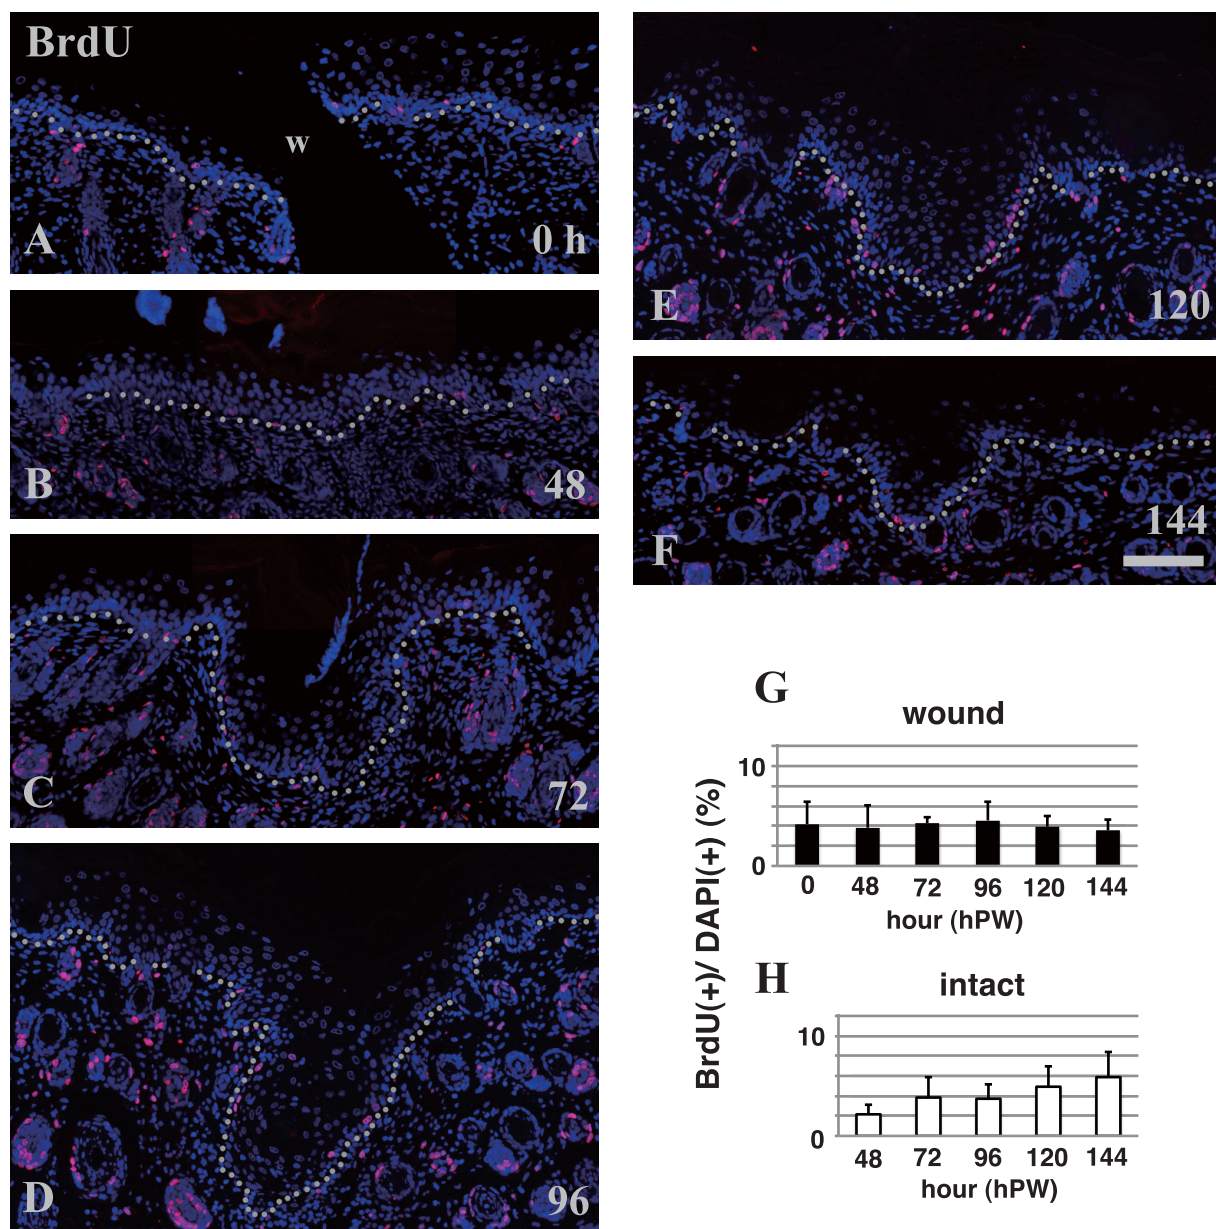 BrdU
w
A
0 h
B
48
C
72
D
96
E
120
F
144
G
wound
10
0
0 48 72 96 120 144
hour (hPW)
BrdU(+)/ DAPI(+) (%)
H
intact
10
0
48 72 96 120 144
hour (hPW)